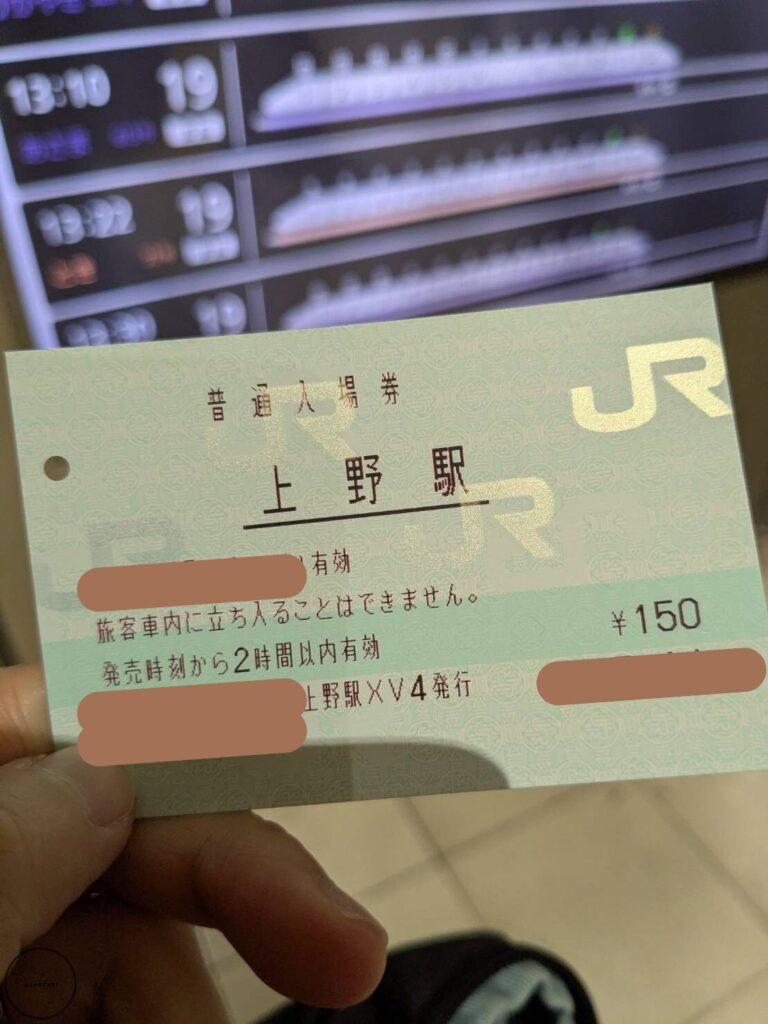 13:10 19
13:22 19
19
普通入場券
JR
JR
上野駅
JR
JR
有効
旅客車内に立ち入ることはできません。
¥150
発売時刻から2時間以内有効
上野駅XV4発行